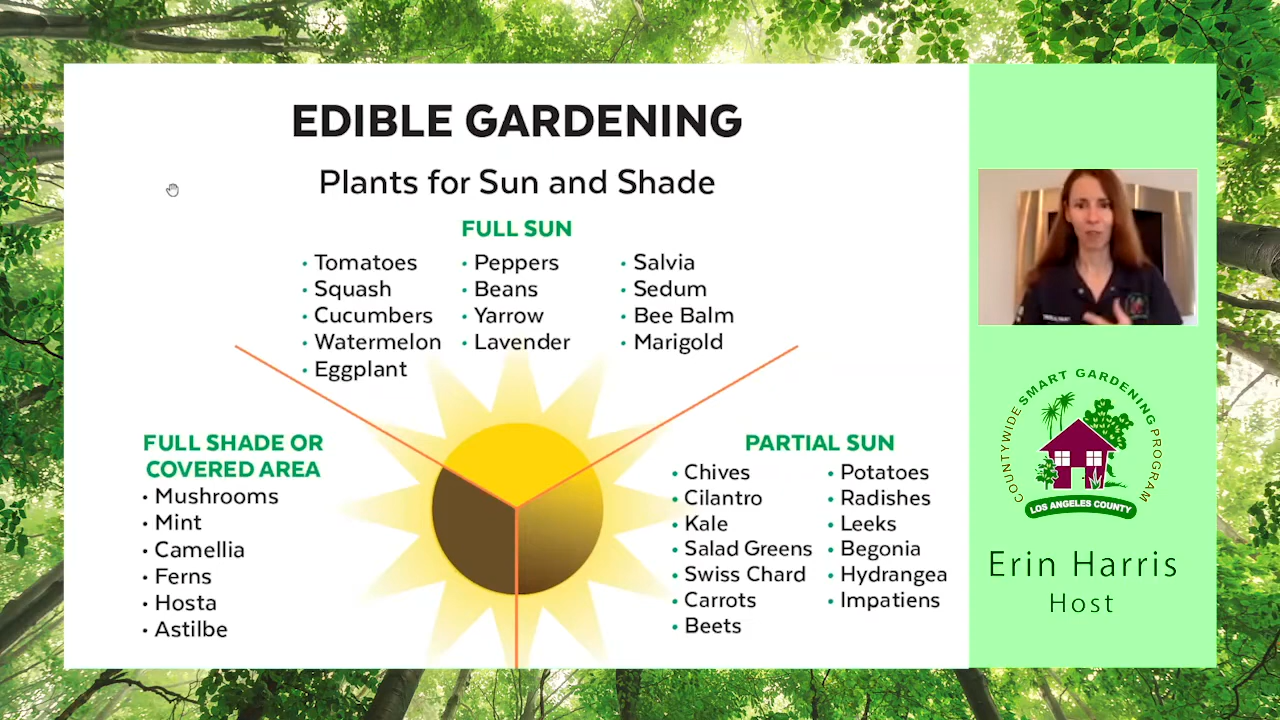 EDIBLE GARDENING
Plants for Sun and Shade
FULL SUN
• Tomatoes
• Squash
• Cucumbers
• Watermelon
• Eggplant
• Peppers
• Beans
• Yarrow
• Lavender
• Salvia
• Sedum
• Bee Balm
• Marigold
FULL SHADE OR
COVERED AREA
• Mushrooms
• Mint
• Camellia
• Ferns
• Hosta
• Astilbe
PARTIAL SUN
• Chives
• Cilantro
• Kale
• Salad Greens
• Swiss Chard
• Carrots
• Beets
• Potatoes
• Radishes
• Leeks
• Begonia
• Hydrangea
• Impatiens
COUNTYWIDE SMART GARDENING PROGRAM
LOS ANGELES COUNTY
Erin Harris
Host